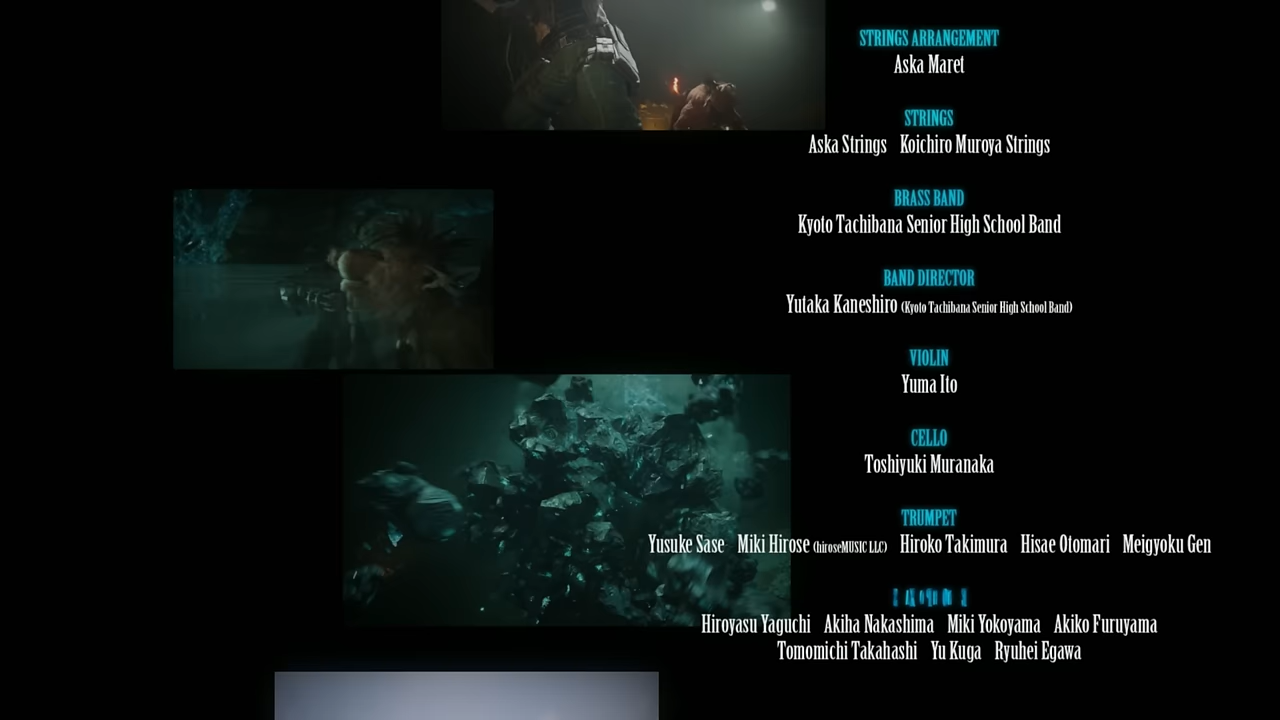 STRINGS ARRANGEMENT
Aska Maret
STRINGS
Aska Strings Koichiro Muroya Strings
BRASS BAND
Kyoto Tachibana Senior High School Band
BAND DIRECTOR
Yutaka Kaneshiro (Kyoto Tachibana Senior High School Band)
VIOLIN
Yuma Ito
CELLO
Toshiyuki Muranaka
TRUMPET
Yusuke Sase Miki Hirose (hiroseMUSIC LLC) Hiroko Takimura Hisae Otomari Meigyoku Gen
Hiroyasu Yaguchi Akiha Nakashima Miki Yokoyama Akiko Furuyama
Tomomichi Takahashi Yu Kuga Ryuhei Egawa